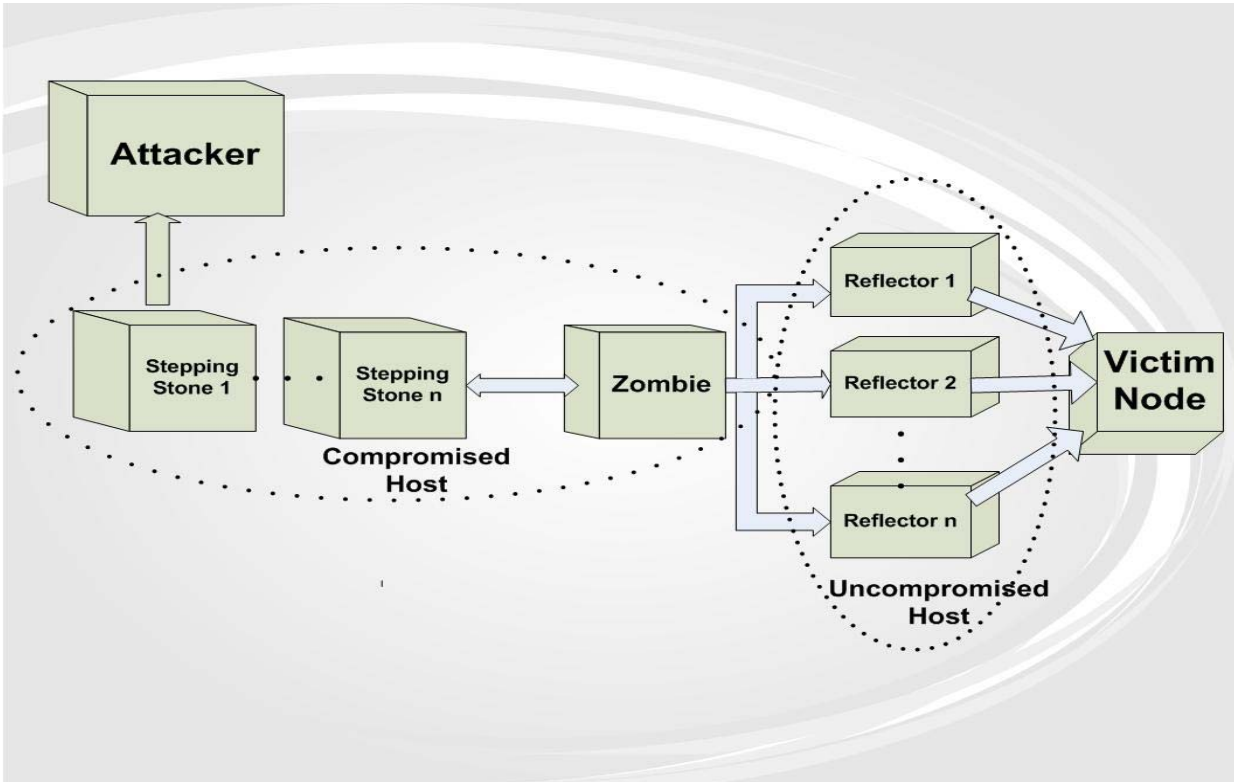 Attacker
Stepping
Stone 1
Stepping
Stone n
Compromised
Host
Zombie
Reflector 1
Reflector 2
Reflector n
Uncompromised
Host
Victim
Node